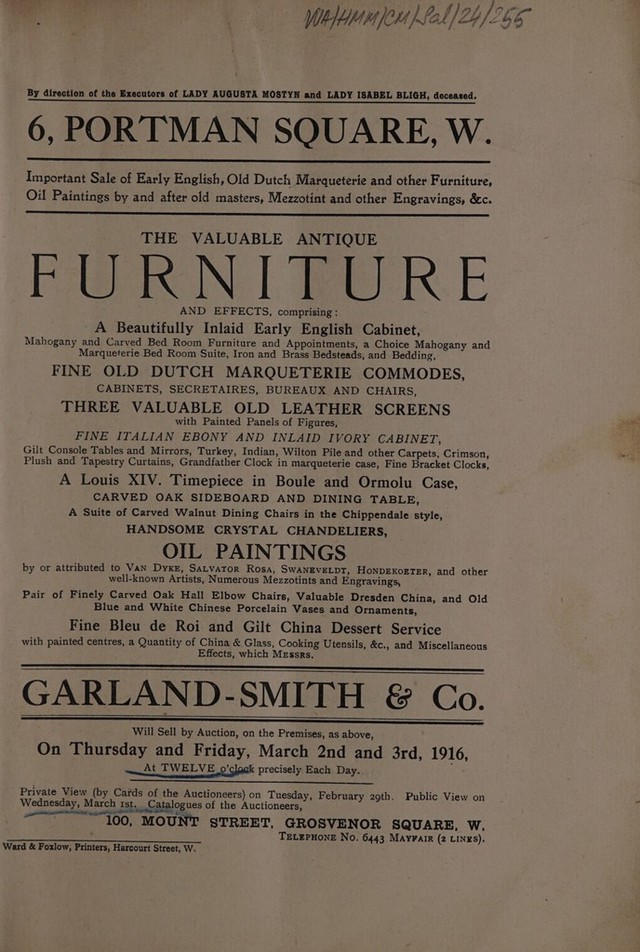 WA/HMM/CM/Sal/24/255
By direction of the Executors of LADY AUGUSTA MOSTYN and LADY ISABEL BLIGH, deceased.
6, PORTMAN SQUARE, W.
Important Sale of Early English, Old Dutch Marqueterie and other Furniture,
Oil Paintings by and after old masters, Mezzotint and other Engravings, &c.
THE VALUABLE ANTIQUE
FURNITURE
AND EFFECTS, comprising:
A Beautifully Inlaid Early English Cabinet,
Mahogany and Carved Bed Room Furniture and Appointments, a Choice Mahogany and
Marqueterie Bed Room Suite, Iron and Brass Bedsteads, and Bedding,
FINE OLD DUTCH MARQUETERIE COMMODES,
CABINETS, SECRETAIRES, BUREAUX AND CHAIRS,
THREE VALUABLE OLD LEATHER SCREENS
with Painted Panels of Figures,
FINE ITALIAN EBONY AND INLAID IVORY CABINET,
Gilt Console Tables and Mirrors, Turkey, Indian, Wilton Pile and other Carpets, Crimson,
Plush and Tapestry Curtains, Grandfather Clock in marqueterie case, Fine Bracket Clocks,
A Louis XIV. Timepiece in Boule and Ormolu Case,
CARVED OAK SIDEBOARD AND DINING TABLE,
A Suite of Carved Walnut Dining Chairs in the Chippendale style,
HANDSOME CRYSTAL CHANDELIERS,
OIL PAINTINGS
by or attributed to VAN DYKE, SALVATOR ROSA, SWANEVELDT, HONDEKOETER, and other
well-known Artists, Numerous Mezzotints and Engravings,
Pair of Finely Carved Oak Hall Elbow Chairs, Valuable Dresden China, and Old
Blue and White Chinese Porcelain Vases and Ornaments,
Fine Bleu de Roi and Gilt China Dessert Service
with painted centres, a Quantity of China & Glass, Cooking Utensils, &c., and Miscellaneous
Effects, which MESSRS.
GARLAND-SMITH & Co.
Will Sell by Auction, on the Premises, as above,
On Thursday and Friday, March 2nd and 3rd, 1916,
At TWELVE o'clock precisely Each Day.
Private View (by Cards of the Auctioneers) on Tuesday, February 29th. Public View on
Wednesday, March 1st. Catalogues of the Auctioneers,
100, MOUNT STREET, GROSVENOR SQUARE, W.
TELEPHONE No. 6443 MAYFAIR (2 LINES).
Ward & Foxlow, Printers, Harcourt Street, W.